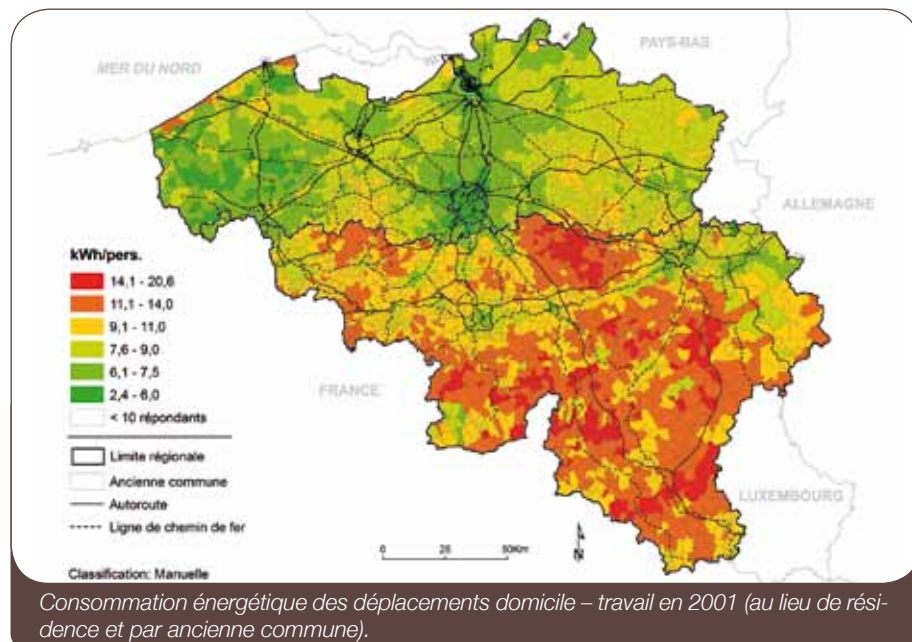 PAYS-BAS
MER DU NORD
ALLEMAGNE
kWh/pers.
14,1 - 20,6
11,1 - 14,0
9,1 - 11,0
7,6 - 9,0
6,1 - 7,5
2,4 - 6,0
< 10 répondants
FRANCE
Limite régionale
Ancienne commune
Autoroute
Ligne de chemin de fer
LUXEMBOURG
0 25 50Km
N
Classification: Manuelle
Consommation énergétique des déplacements domicile – travail en 2001 (au lieu de rési-
dence et par ancienne commune).